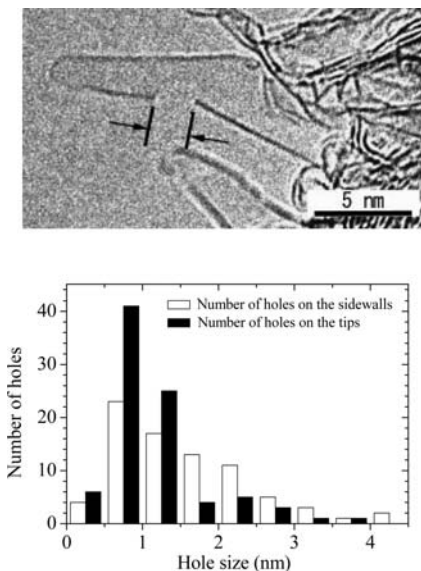 5 nm
Number of holes on the sidewalls
Number of holes on the tips
Number of holes
40
30
20
10
0
0 1 2 3 4
Hole size (nm)